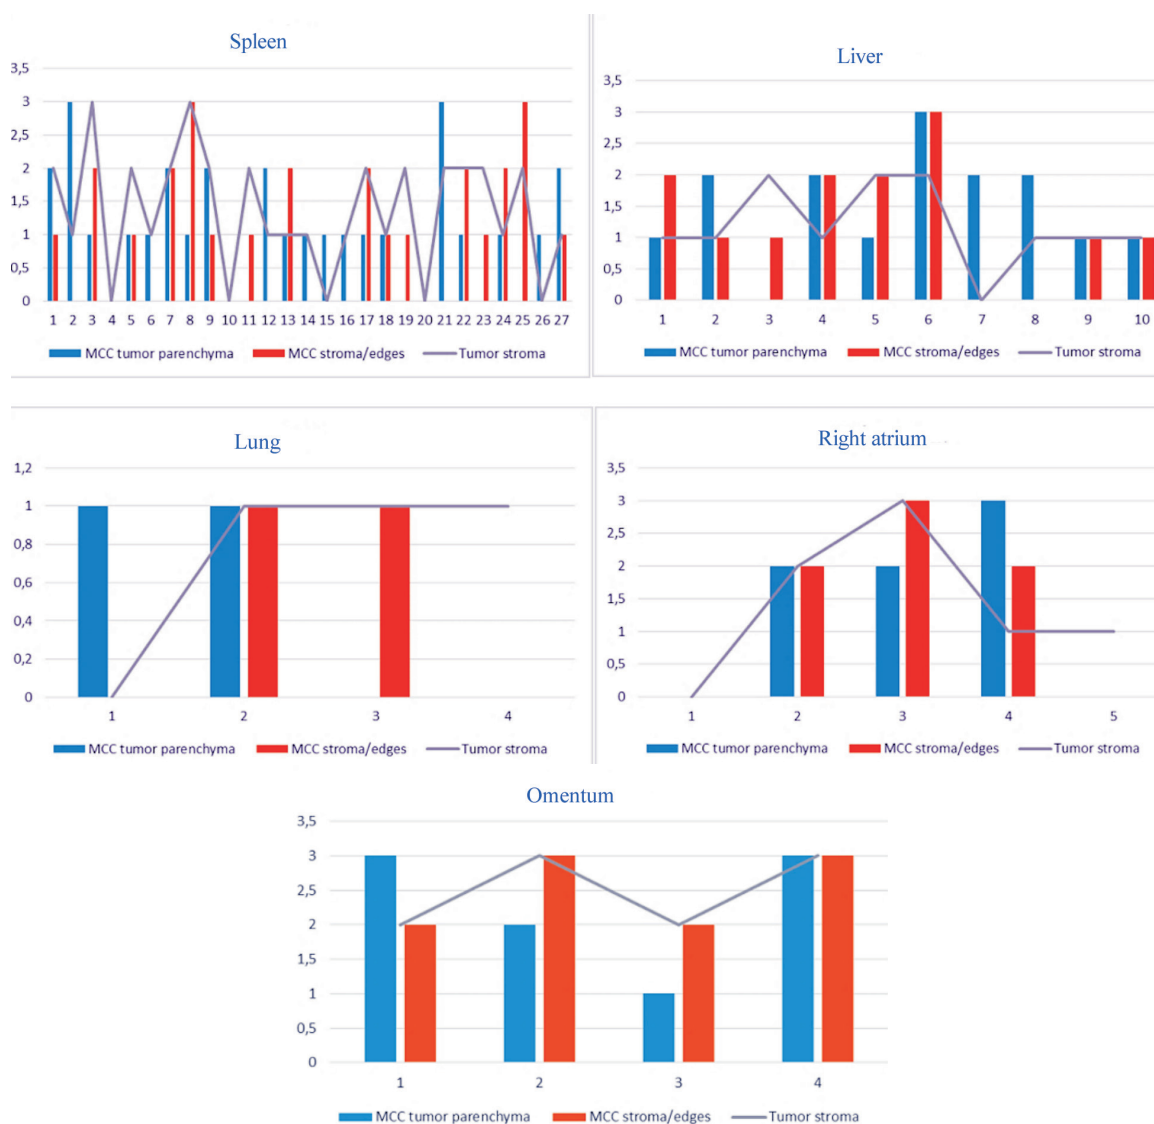 Spleen
3,5
3
2,5
2
1,5
1
0,5
0
1 2 3 4 5 6 7 8 9 10 11 12 13 14 15 16 17 18 19 20 21 22 23 24 25 26 27
MCC tumor parenchyma MCC stroma/edges Tumor stroma
Liver
3,5
3
2,5
2
1,5
1
0,5
0
1 2 3 4 5 6 7 8 9 10
MCC tumor parenchyma MCC stroma/edges Tumor stroma
Lung
1,2
1
0,8
0,6
0,4
0,2
0
1 2 3 4
MCC tumor parenchyma MCC stroma/edges Tumor stroma
Right atrium
3,5
3
2,5
2
1,5
1
0,5
0
1 2 3 4 5
MCC tumor parenchyma MCC stroma/edges Tumor stroma
Omentum
3,5
3
2,5
2
1,5
1
0,5
0
1 2 3 4
MCC tumor parenchyma MCC stroma/edges Tumor stroma